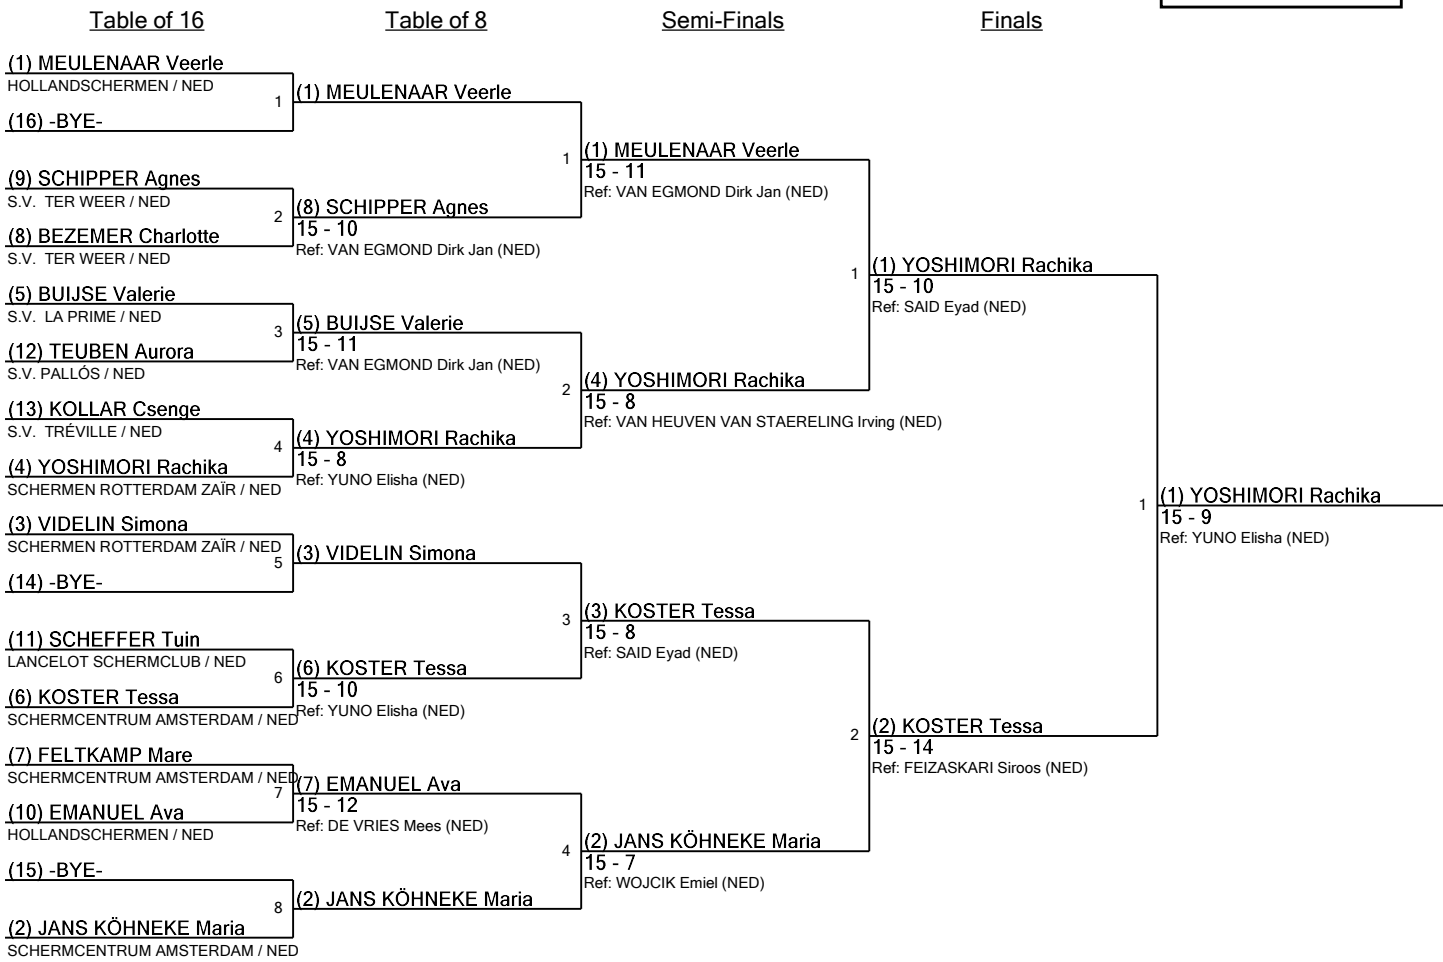 Table of 16
Table of 8
Semi-Finals
Finals
(1) MEULENAAR Veerle
HOLLANDSCHERMEN / NED
1
(16) -BYE-
(9) SCHIPPER Agnes
S.V.  TER WEER / NED
2
(8) BEZEMER Charlotte
S.V.  TER WEER / NED
(5) BUIJSE Valerie
S.V.  LA PRIME / NED
3
(12) TEUBEN Aurora
S.V. PALLÓS / NED
(13) KOLLAR Csenge
S.V.  TRÉVILLE / NED
4
(4) YOSHIMORI Rachika
SCHERMEN ROTTERDAM ZAÏR / NED
(3) VIDELIN Simona
SCHERMEN ROTTERDAM ZAÏR / NED
5
(14) -BYE-
(11) SCHEFFER Tuin
LANCELOT SCHERMCLUB / NED
6
(6) KOSTER Tessa
SCHERMCENTRUM AMSTERDAM / NED
(7) FELTKAMP Mare
SCHERMCENTRUM AMSTERDAM / NED
7
(10) EMANUEL Ava
HOLLANDSCHERMEN / NED
(15) -BYE-
8
(2) JANS KÖHNEKE Maria
SCHERMCENTRUM AMSTERDAM / NED
(1) MEULENAAR Veerle
1
(8) SCHIPPER Agnes
15 - 10
Ref: VAN EGMOND Dirk Jan (NED)
(5) BUIJSE Valerie
15 - 11
Ref: VAN EGMOND Dirk Jan (NED)
2
(4) YOSHIMORI Rachika
15 - 8
Ref: YUNO Elisha (NED)
(3) VIDELIN Simona
3
(6) KOSTER Tessa
15 - 10
Ref: YUNO Elisha (NED)
(7) EMANUEL Ava
15 - 12
Ref: DE VRIES Mees (NED)
4
(2) JANS KÖHNEKE Maria
(1) MEULENAAR Veerle
15 - 11
Ref: VAN EGMOND Dirk Jan (NED)
1
(4) YOSHIMORI Rachika
15 - 8
Ref: VAN HEUVEN VAN STAERELING Irving (NED)
(3) KOSTER Tessa
15 - 8
Ref: SAID Eyad (NED)
2
(2) JANS KÖHNEKE Maria
15 - 7
Ref: WOJCIK Emiel (NED)
(1) YOSHIMORI Rachika
15 - 10
Ref: SAID Eyad (NED)
1
(2) KOSTER Tessa
15 - 14
Ref: FEIZASKARI Siroos (NED)
(1) YOSHIMORI Rachika
15 - 9
Ref: YUNO Elisha (NED)